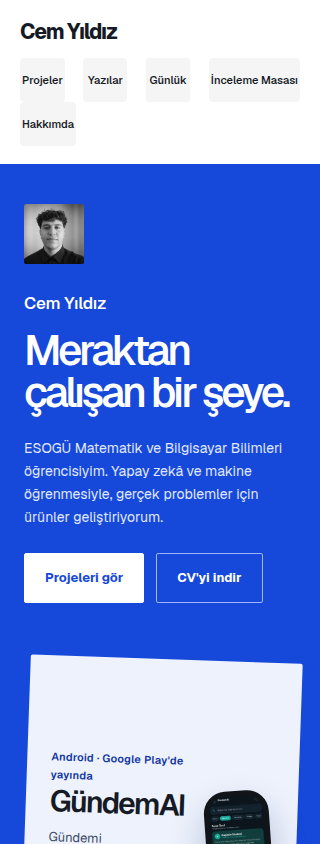 Cem Yıldız
Projeler Yazılar Günlük İnceleme Masası
Hakkımda
Cem Yıldız
Meraktan
çalışan bir şeye.
ESOGÜ Matematik ve Bilgisayar Bilimleri
öğrencisiyim. Yapay zekâ ve makine
öğrenmesiyle, gerçek problemler için
ürünler geliştiriyorum.
Projeleri gör CV'yi indir
Android · Google Play'de
yayında
GündemAI
Gündemi